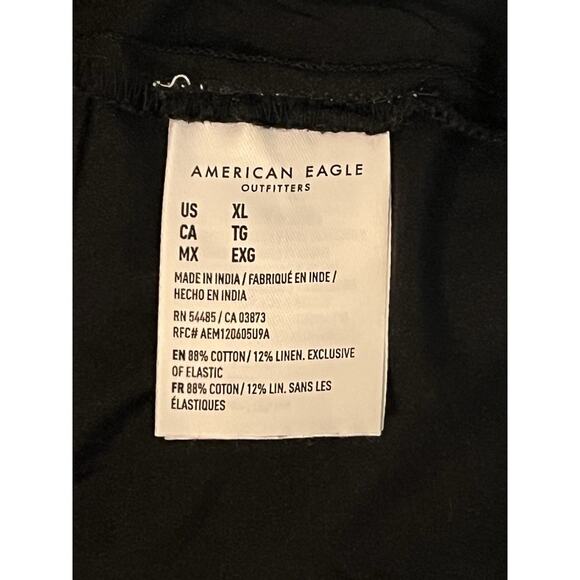 AMERICAN EAGLE
OUTFITTERS
US XL
CA TG
MX EXG
MADE IN INDIA / FABRIQUÉ EN INDE /
HECHO EN INDIA
RN 54485 / CA 03873
RFC# AEM120605U9A
EN 88% COTTON / 12% LINEN. EXCLUSIVE
OF ELASTIC
FR 88% COTON / 12% LIN. SANS LES
ÉLASTIQUES